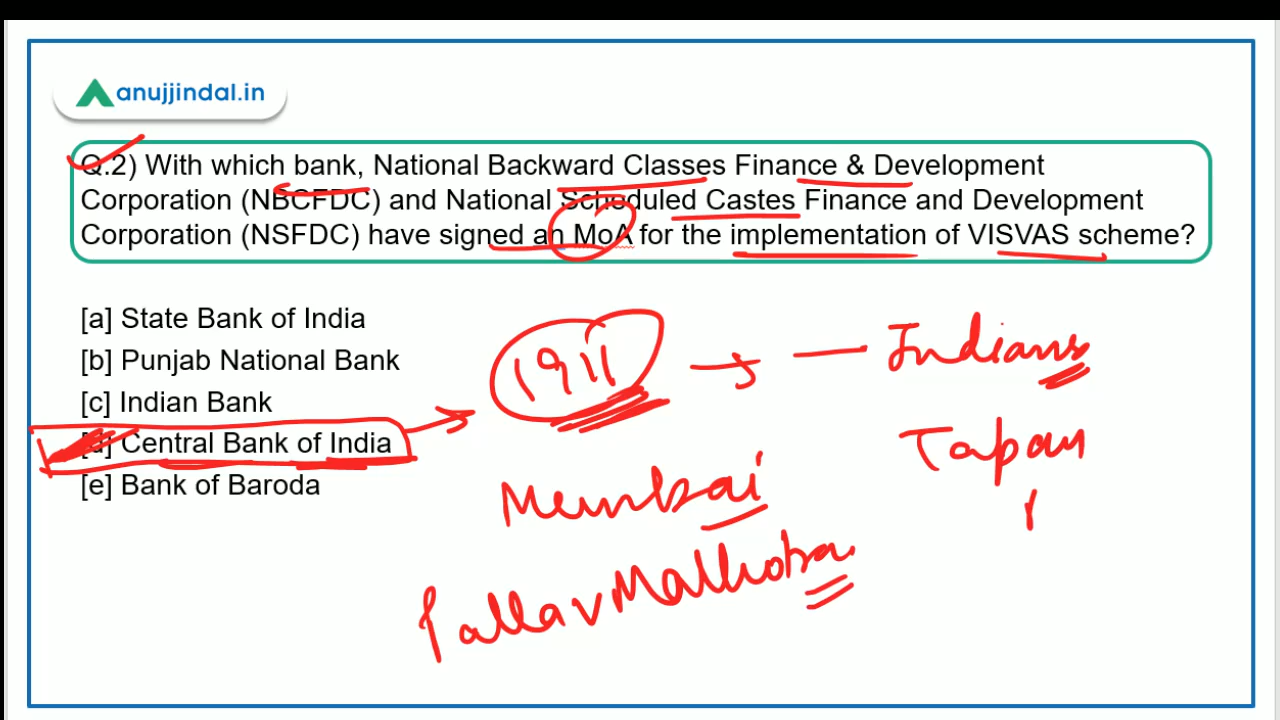 anujjindal.in
Q.2) With which bank, National Backward Classes Finance & Development
Corporation (NBCFDC) and National Scheduled Castes Finance and Development
Corporation (NSFDC) have signed an MoA for the implementation of VISVAS scheme?
[a] State Bank of India
[b] Punjab National Bank
[c] Indian Bank
[d] Central Bank of India
[e] Bank of Baroda
1911
Indians
Mumbai
Tapan
Pallav Malhotra